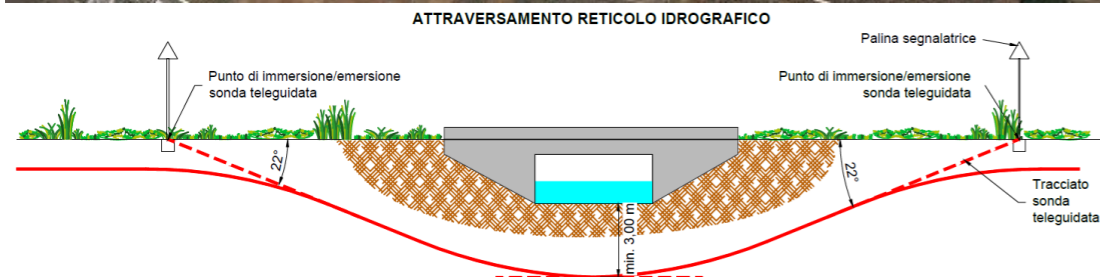 ATTRAVERSAMENTO RETICOLO IDROGRAFICO
Palina segnalatrice
Punto di immersione/emersione
sonda teleguidata
Punto di immersione/emersione
sonda teleguidata
22°
22°
Tracciato
sonda
teleguidata
min. 3,00 m